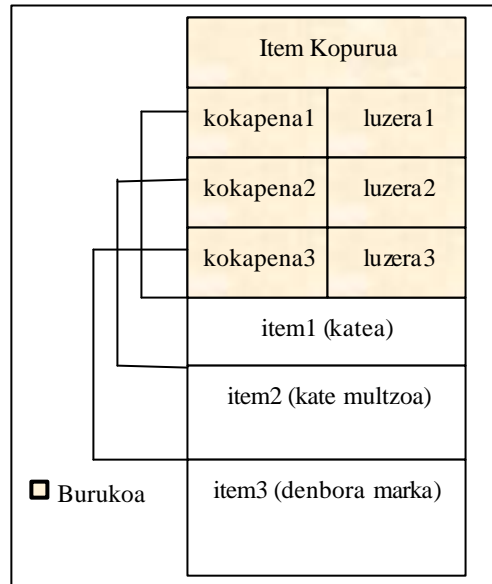 Item Kopurua
kokapena1 luzera1
kokapena2 luzera2
kokapena3 luzera3
item1 (katea)
item2 (kate multzoa)
item3 (denbora marka)
Burukoa